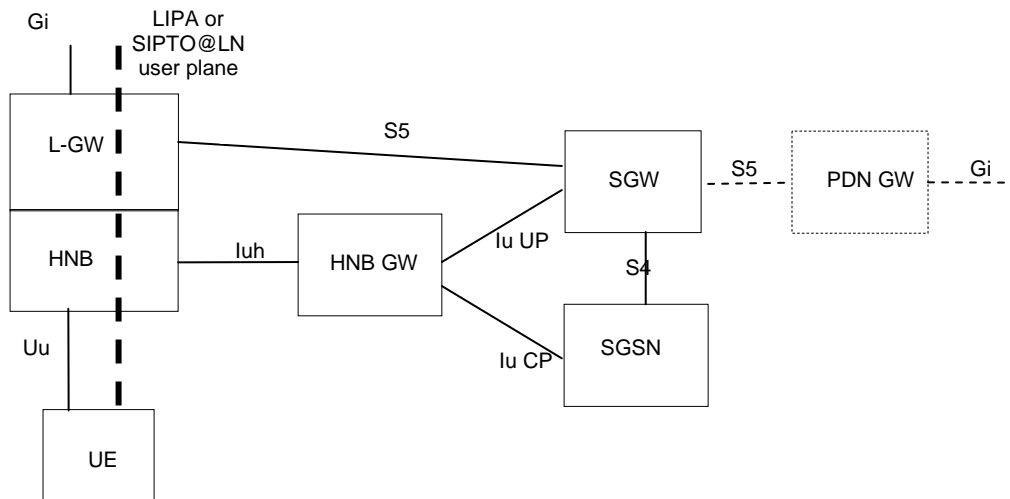 Gi
LIPA or
SIPTO@LN
user plane
L-GW
S5
SGW
S5
PDN GW
Gi
HNB
Iuh
HNB GW
Iu UP
S4
Uu
Iu CP
SGSN
UE